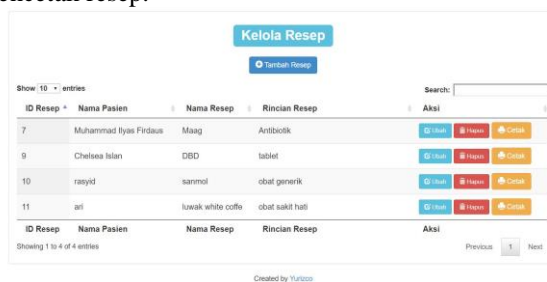 Kelola Resep
Tambah Resep
Show 10 entries
Search:
ID Resep Nama Pasien Nama Resep Rincian Resep Aksi
7 Muhammad Ilyas Firdaus Maag Antibiotik Ubah Hapus Cetak
9 Chelsea Islan DBD tablet Ubah Hapus Cetak
10 rasyid sanmol obat generik Ubah Hapus Cetak
11 ari luwak white coffe obat sakit hati Ubah Hapus Cetak
ID Resep Nama Pasien Nama Resep Rincian Resep Aksi
Showing 1 to 4 of 4 entries
Previous 1 Next
Created by Yurizco